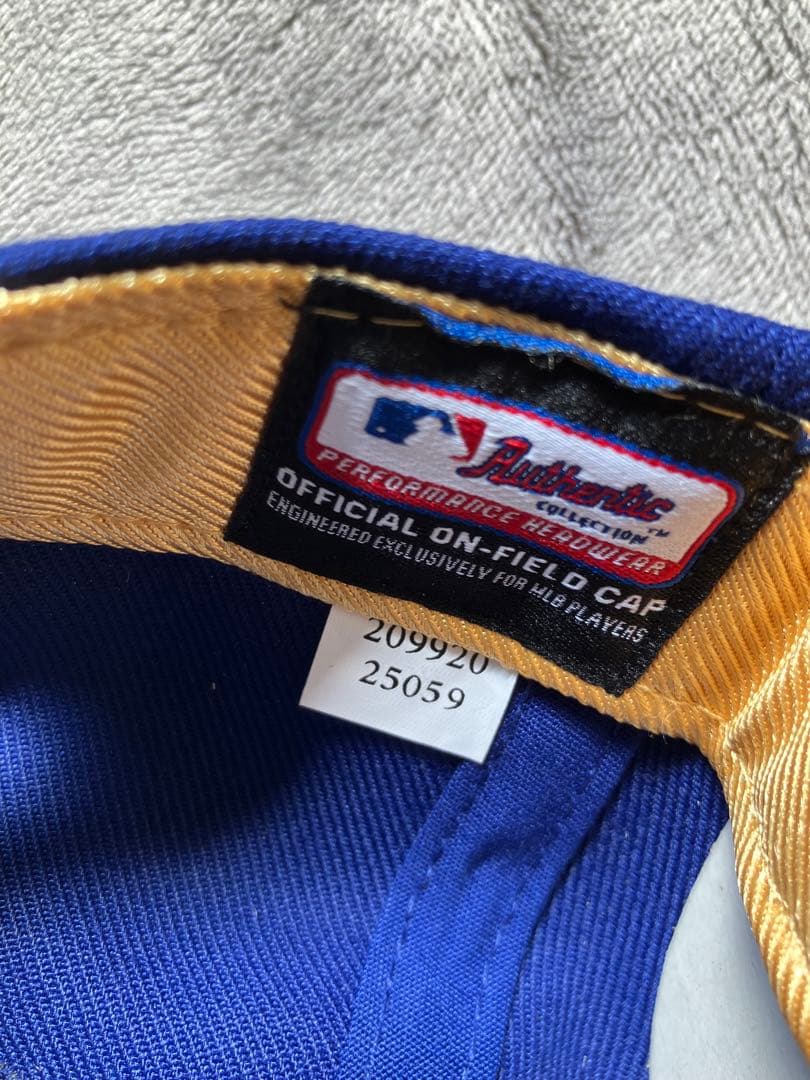 Authentic
COLLECTION™
PERFORMANCE HEADWEAR
OFFICIAL ON-FIELD CAP
ENGINEERED EXCLUSIVELY FOR MLB PLAYERS
209920
25059